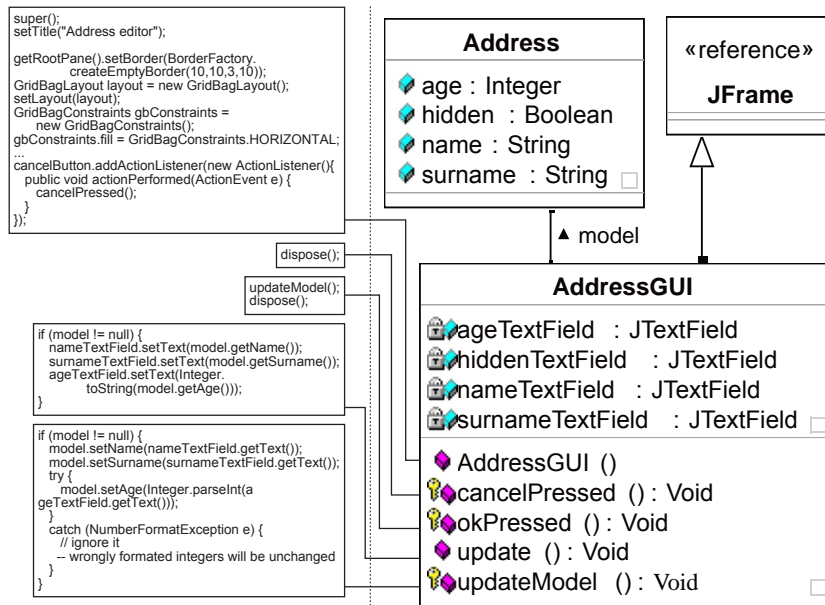 super();
setTitle("Address editor");
getRootPane().setBorder(BorderFactory.
createEmptyBorder(10,10,3,10));
GridBagLayout layout = new GridBagLayout();
setLayout(layout);
GridBagConstraints gbConstraints =
new GridBagConstraints();
gbConstraints.fill = GridBagConstraints.HORIZONTAL;
...
cancelButton.addActionListener(new ActionListener(){
public void actionPerformed(ActionEvent e) {
cancelPressed();
}
});
dispose();
updateModel();
dispose();
if (model != null) {
nameTextField.setText(model.getName());
surnameTextField.setText(model.getSurname());
ageTextField.setText(Integer.
toString(model.getAge()));
}
if (model != null) {
model.setName(nameTextField.getText());
model.setSurname(surnameTextField.getText());
try {
model.setAge(Integer.parseInt(a
geTextField.getText()));
}
catch (NumberFormatException e) {
// ignore it
-- wrongly formated integers will be unchanged
}
}
Address
age : Integer
hidden : Boolean
name : String
surname : String
«reference»
JFrame
▲ model
AddressGUI
ageTextField : JTextField
hiddenTextField : JTextField
nameTextField : JTextField
surnameTextField : JTextField
AddressGUI ()
cancelPressed () : Void
okPressed () : Void
update () : Void
updateModel () : Void